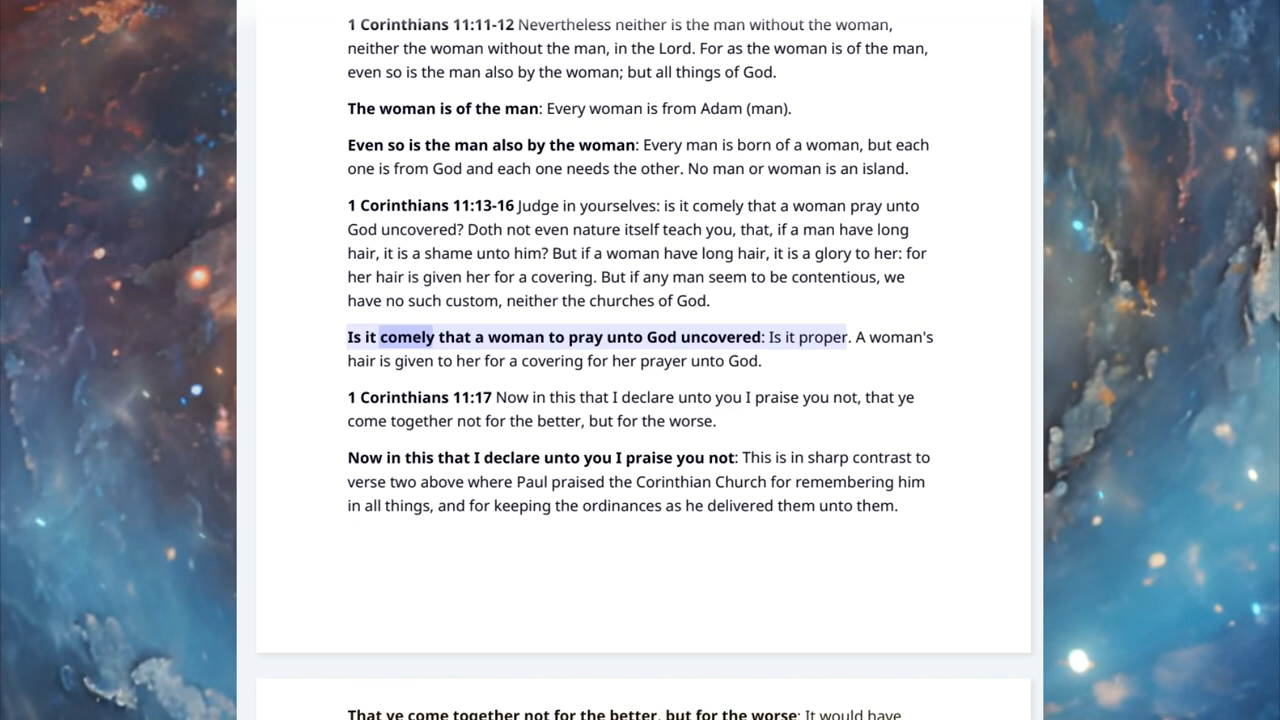 1 Corinthians 11:11-12 Nevertheless neither is the man without the woman,
neither the woman without the man, in the Lord. For as the woman is of the man,
even so is the man also by the woman; but all things of God.
The woman is of the man: Every woman is from Adam (man).
Even so is the man also by the woman: Every man is born of a woman, but each
one is from God and each one needs the other. No man or woman is an island.
1 Corinthians 11:13-16 Judge in yourselves: is it comely that a woman pray unto
God uncovered? Doth not even nature itself teach you, that, if a man have long
hair, it is a shame unto him? But if a woman have long hair, it is a glory to her: for
her hair is given her for a covering. But if any man seem to be contentious, we
have no such custom, neither the churches of God.
Is it comely that a woman to pray unto God uncovered: Is it proper. A woman's
hair is given to her for a covering for her prayer unto God.
1 Corinthians 11:17 Now in this that I declare unto you I praise you not, that ye
come together not for the better, but for the worse.
Now in this that I declare unto you I praise you not: This is in sharp contrast to
verse two above where Paul praised the Corinthian Church for remembering him
in all things, and for keeping the ordinances as he delivered them unto them.
That ye come together not for the better, but for the worse: It would have